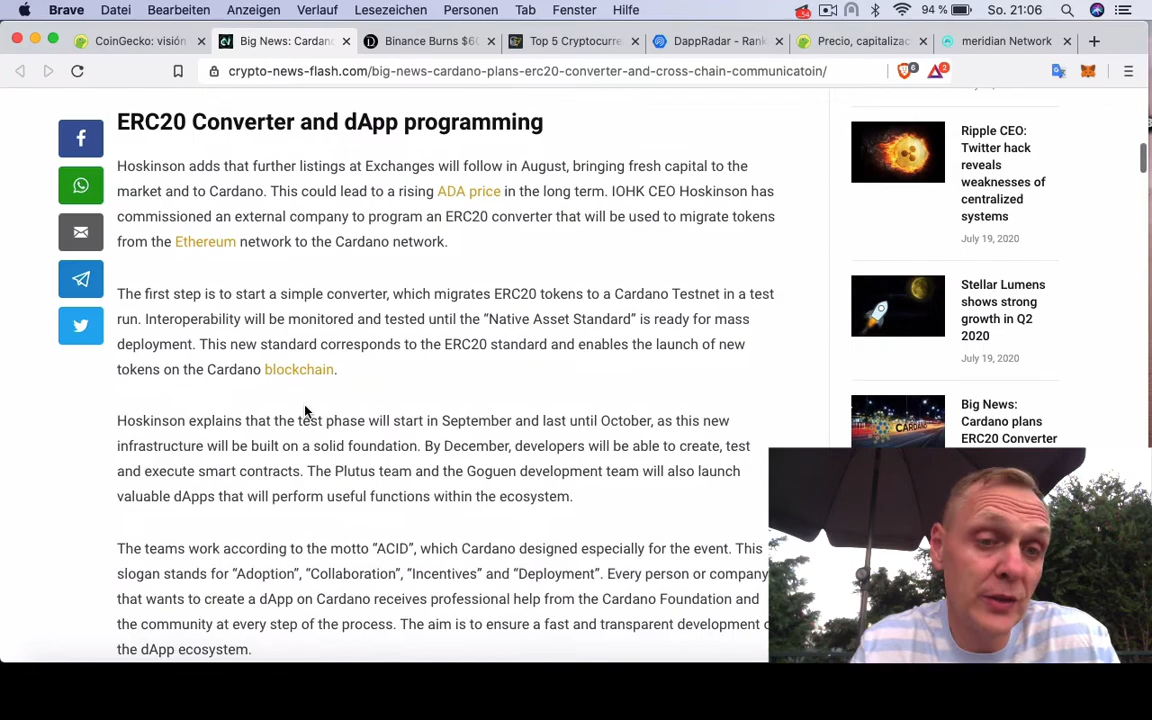 Brave Datei Bearbeiten Anzeigen Verlauf Lesezeichen Personen Tab Fenster Hilfe 94 % So. 21:06
CoinGecko: visión Big News: Cardano Binance Burns $60 Top 5 Cryptocurre DappRadar - Rank Precio, capitalizac meridian Network
crypto-news-flash.com/big-news-cardano-plans-erc20-converter-and-cross-chain-communicatoin/ 6 2
ERC20 Converter and dApp programming
Hoskinson adds that further listings at Exchanges will follow in August, bringing fresh capital to the
market and to Cardano. This could lead to a rising ADA price in the long term. IOHK CEO Hoskinson has
commissioned an external company to program an ERC20 converter that will be used to migrate tokens
from the Ethereum network to the Cardano network.
The first step is to start a simple converter, which migrates ERC20 tokens to a Cardano Testnet in a test
run. Interoperability will be monitored and tested until the “Native Asset Standard” is ready for mass
deployment. This new standard corresponds to the ERC20 standard and enables the launch of new
tokens on the Cardano blockchain.
Hoskinson explains that the test phase will start in September and last until October, as this new
infrastructure will be built on a solid foundation. By December, developers will be able to create, test
and execute smart contracts. The Plutus team and the Goguen development team will also launch
valuable dApps that will perform useful functions within the ecosystem.
The teams work according to the motto “ACID”, which Cardano designed especially for the event. This
slogan stands for “Adoption”, “Collaboration”, “Incentives” and “Deployment”. Every person or company
that wants to create a dApp on Cardano receives professional help from the Cardano Foundation and
the community at every step of the process. The aim is to ensure a fast and transparent development
the dApp ecosystem.
Ripple CEO:
Twitter hack
reveals
weaknesses of
centralized
systems
July 19, 2020
Stellar Lumens
shows strong
growth in Q2
2020
July 19, 2020
Big News:
Cardano plans
ERC20 Converter
CARDANO